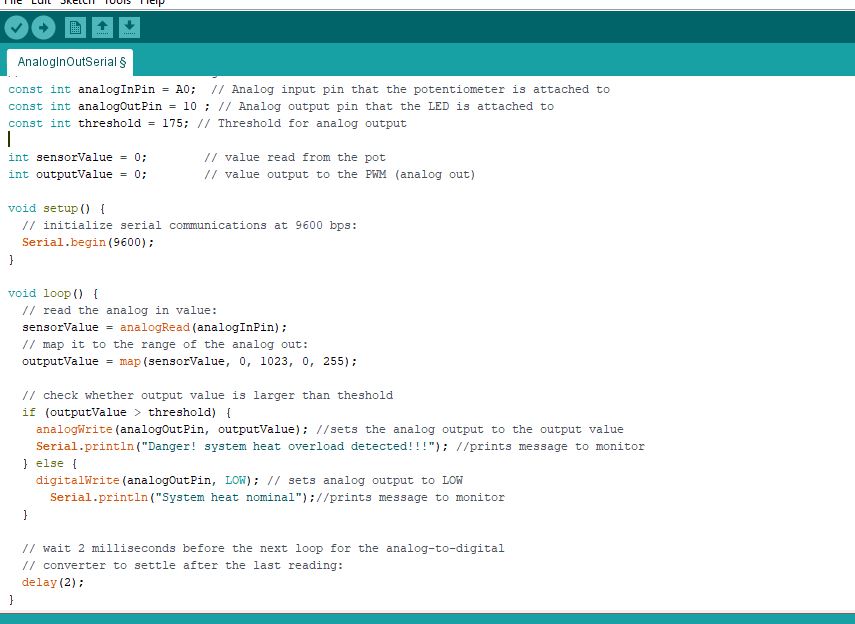 File Edit Sketch Tools Help
AnalogInOutSerial §
const int analogInPin = A0;  // Analog input pin that the potentiometer is attached to
const int analogOutPin = 10 ; // Analog output pin that the LED is attached to
const int threshold = 175; // Threshold for analog output

int sensorValue = 0;        // value read from the pot
int outputValue = 0;        // value output to the PWM (analog out)

void setup() {
  // initialize serial communications at 9600 bps:
  Serial.begin(9600);
}

void loop() {
  // read the analog in value:
  sensorValue = analogRead(analogInPin);
  // map it to the range of the analog out:
  outputValue = map(sensorValue, 0, 1023, 0, 255);

  // check whether output value is larger than theshold
  if (outputValue > threshold) {
    analogWrite(analogOutPin, outputValue); //sets the analog output to the output value
    Serial.println("Danger! system heat overload detected!!!"); //prints message to monitor
  } else {
    digitalWrite(analogOutPin, LOW); // sets analog output to LOW
      Serial.println("System heat nominal");//prints message to monitor
  }

  // wait 2 milliseconds before the next loop for the analog-to-digital
  // converter to settle after the last reading:
  delay(2);
}